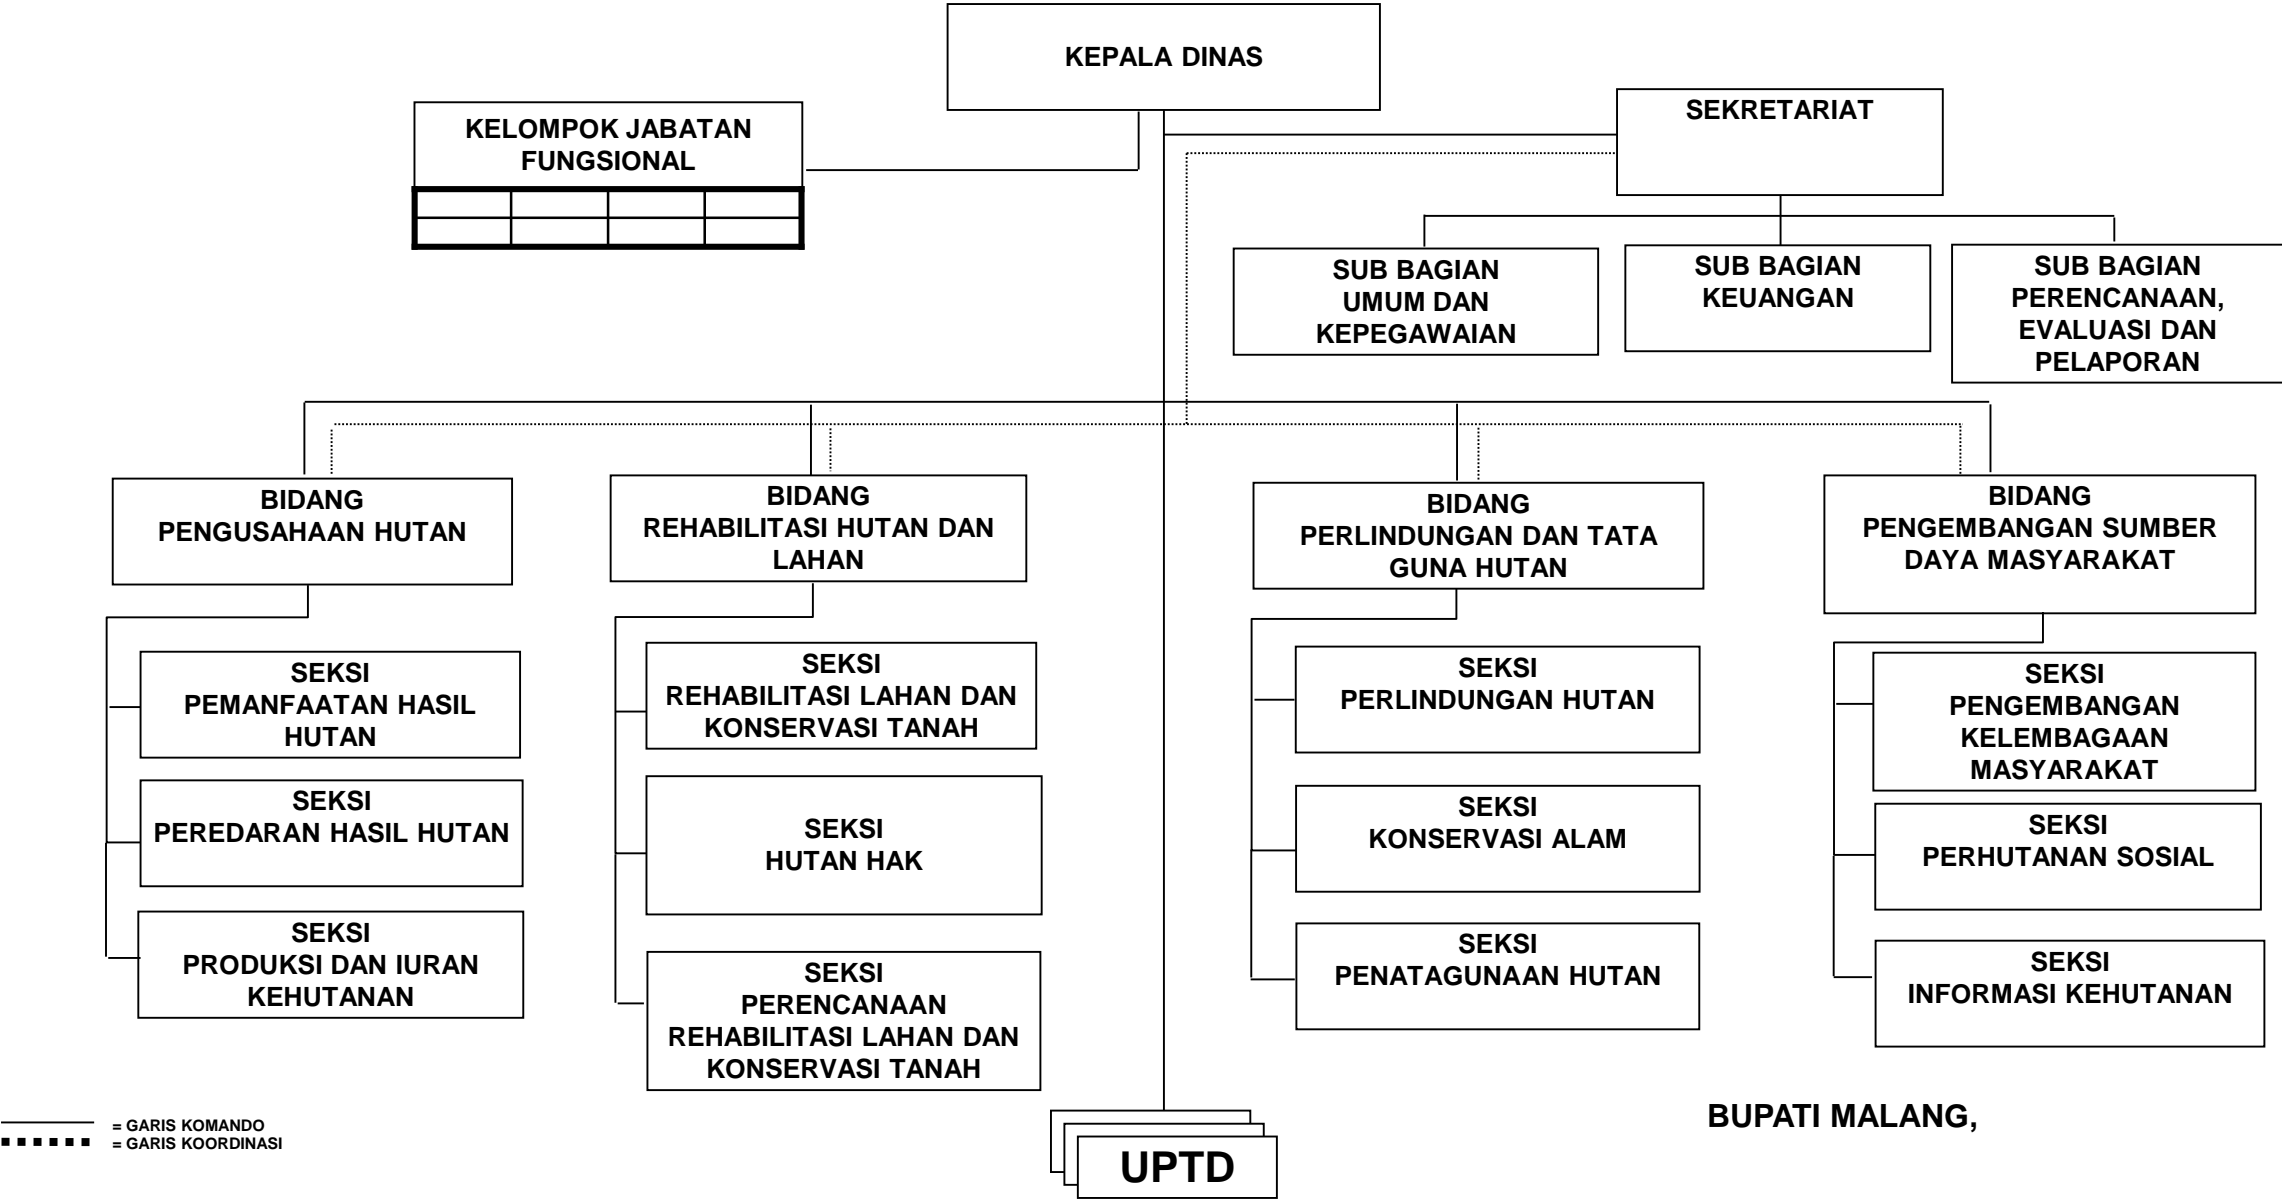 KEPALA DINAS
KELOMPOK JABATAN
FUNGSIONAL
SEKRETARIAT
SUB BAGIAN
UMUM DAN
KEPEGAWAIAN
SUB BAGIAN
KEUANGAN
SUB BAGIAN
PERENCANAAN,
EVALUASI DAN
PELAPORAN
BIDANG
PENGUSAHAAN HUTAN
BIDANG
REHABILITASI HUTAN DAN
LAHAN
BIDANG
PERLINDUNGAN DAN TATA
GUNA HUTAN
BIDANG
PENGEMBANGAN SUMBER
DAYA MASYARAKAT
SEKSI
PEMANFAATAN HASIL
HUTAN
SEKSI
PEREDARAN HASIL HUTAN
SEKSI
PRODUKSI DAN IURAN
KEHUTANAN
SEKSI
REHABILITASI LAHAN DAN
KONSERVASI TANAH
SEKSI
HUTAN HAK
SEKSI
PERENCANAAN
REHABILITASI LAHAN DAN
KONSERVASI TANAH
SEKSI
PERLINDUNGAN HUTAN
SEKSI
KONSERVASI ALAM
SEKSI
PENATAGUNAAN HUTAN
SEKSI
PENGEMBANGAN
KELEMBAGAAN
MASYARAKAT
SEKSI
PERHUTANAN SOSIAL
SEKSI
INFORMASI KEHUTANAN
= GARIS KOMANDO
= GARIS KOORDINASI
UPTD
BUPATI MALANG,